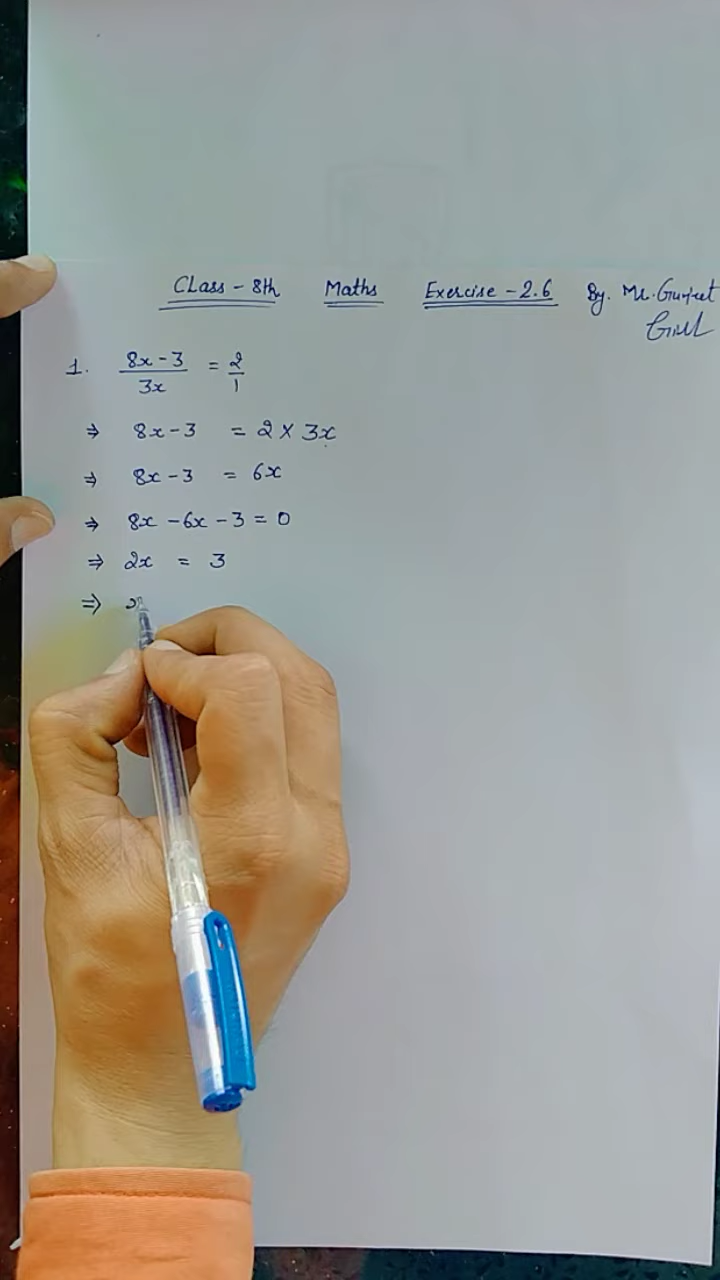 Class - 8th Maths Exercise - 2.6 By. Mr. Gurjeet
Gill
1. (8x - 3)/(3x) = 2/1
⇒ 8x - 3 = 2 × 3x
⇒ 8x - 3 = 6x
⇒ 8x - 6x - 3 = 0
⇒ 2x = 3
⇒